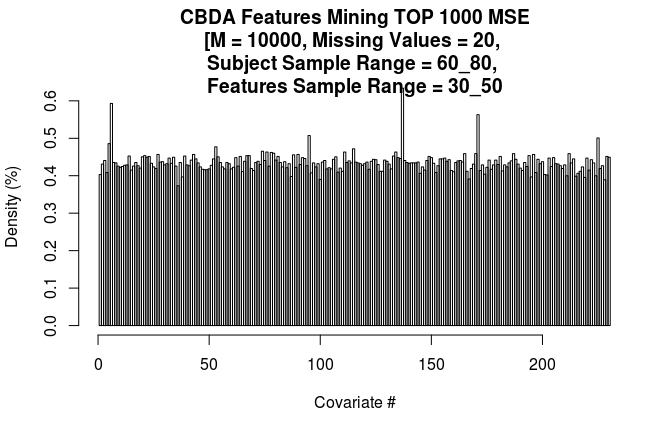 CBDA Features Mining TOP 1000 MSE
[M = 10000, Missing Values = 20,
Subject Sample Range = 60_80,
Features Sample Range = 30_50
Density (%)
0.6
0.5
0.4
0.3
0.2
0.1
0.0
0 50 100 150 200
Covariate #